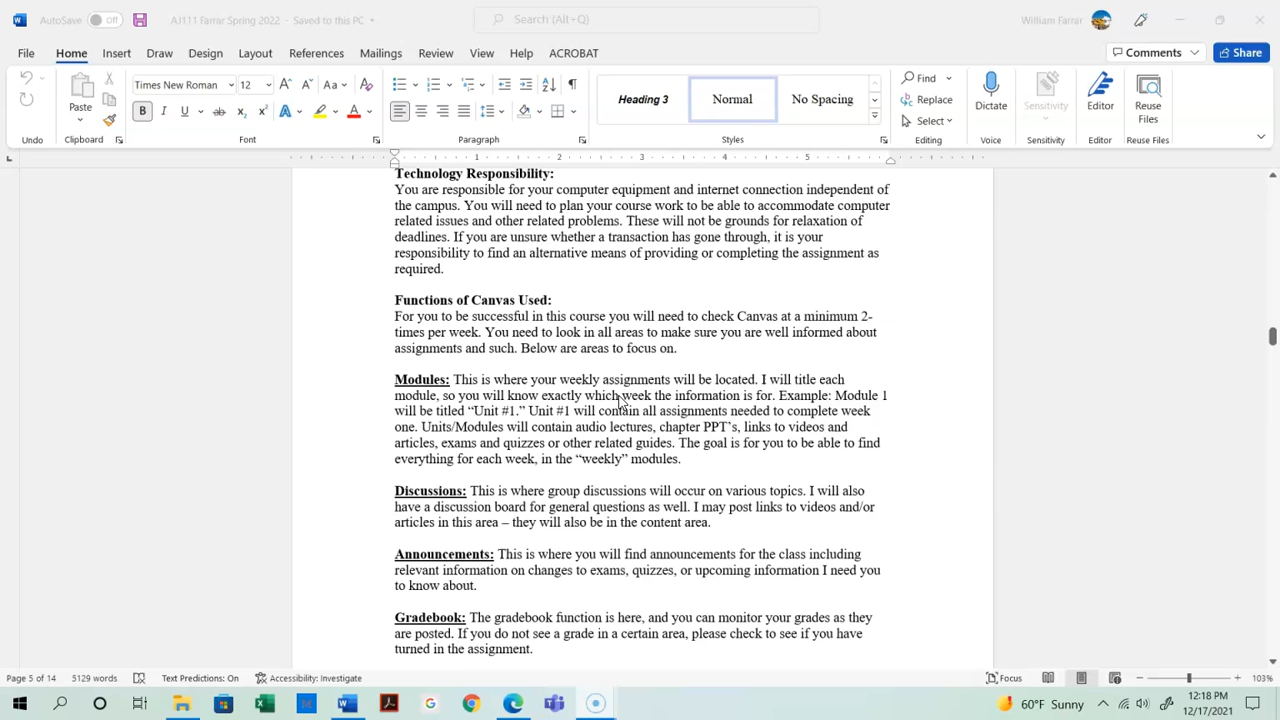 AutoSave Off AJ111 Farrar Spring 2022 - Saved to this PC Search (Alt+Q) William Farrar
File Home Insert Draw Design Layout References Mailings Review View Help ACROBAT Comments Share
Times New Roman 12 Aa Find
Paste Heading 3 Normal No Spacing Replace Dictate Sensitivity Editor Reuse Files
B I U ab x₂ x² A A Select
Undo Clipboard Font Paragraph Styles Editing Voice Sensitivity Editor Reuse Files
1 2 3 4 5
Technology Responsibility:
You are responsible for your computer equipment and internet connection independent of
the campus. You will need to plan your course work to be able to accommodate computer
related issues and other related problems. These will not be grounds for relaxation of
deadlines. If you are unsure whether a transaction has gone through, it is your
responsibility to find an alternative means of providing or completing the assignment as
required.
Functions of Canvas Used:
For you to be successful in this course you will need to check Canvas at a minimum 2-
times per week. You need to look in all areas to make sure you are well informed about
assignments and such. Below are areas to focus on.
Modules: This is where your weekly assignments will be located. I will title each
module, so you will know exactly which week the information is for. Example: Module 1
will be titled “Unit #1.” Unit #1 will contain all assignments needed to complete week
one. Units/Modules will contain audio lectures, chapter PPT’s, links to videos and
articles, exams and quizzes or other related guides. The goal is for you to be able to find
everything for each week, in the “weekly” modules.
Discussions: This is where group discussions will occur on various topics. I will also
have a discussion board for general questions as well. I may post links to videos and/or
articles in this area – they will also be in the content area.
Announcements: This is where you will find announcements for the class including
relevant information on changes to exams, quizzes, or upcoming information I need you
to know about.
Gradebook: The gradebook function is here, and you can monitor your grades as they
are posted. If you do not see a grade in a certain area, please check to see if you have
turned in the assignment.
Page 5 of 14 5129 words Text Predictions: On Accessibility: Investigate Focus 103%
60°F Sunny 12:18 PM
12/17/2021